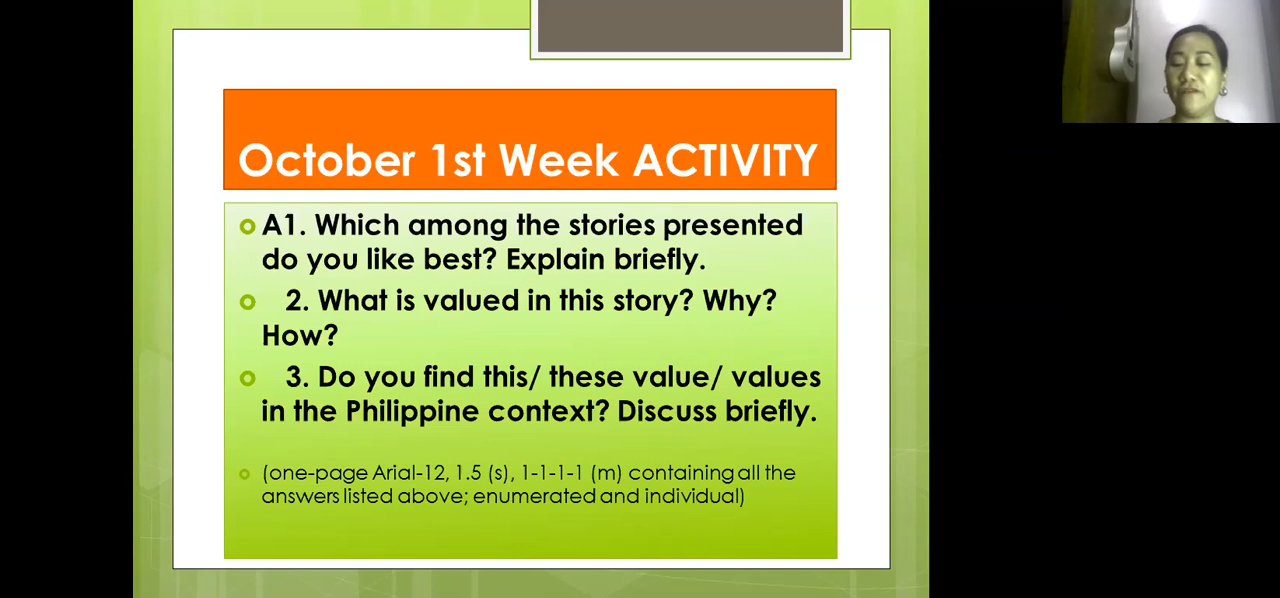 October 1st Week ACTIVITY
A1. Which among the stories presented
do you like best? Explain briefly.
2. What is valued in this story? Why?
How?
3. Do you find this/ these value/ values
in the Philippine context? Discuss briefly.
(one-page Arial-12, 1.5 (s), 1-1-1-1 (m) containing all the
answers listed above; enumerated and individual)